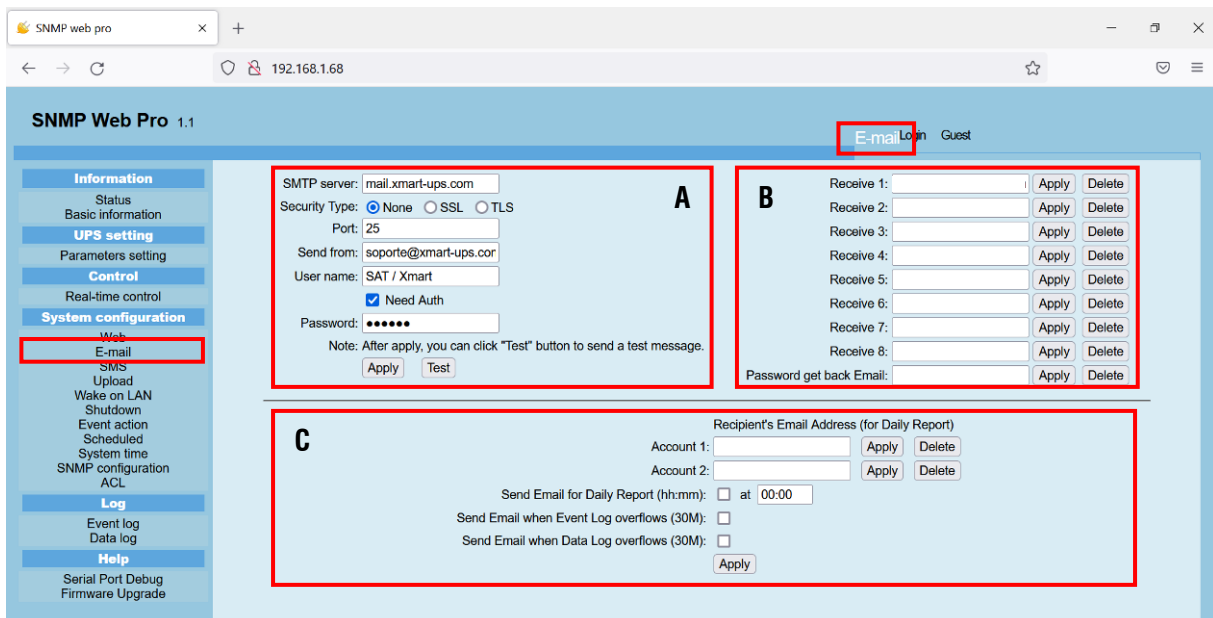 SNMP web pro
192.168.1.68
SNMP Web Pro 1.1
E-mail
Login Guest
Information
Status
Basic information
UPS setting
Parameters setting
Control
Real-time control
System configuration
Web
E-mail
SMS
Upload
Wake on LAN
Shutdown
Event action
Scheduled
System time
SNMP configuration
ACL
Log
Event log
Data log
Help
Serial Port Debug
Firmware Upgrade
A
SMTP server: mail.xmart-ups.com
Security Type: None SSL TLS
Port: 25
Send from: soporte@xmart-ups.cor
User name: SAT / Xmart
Need Auth
Password: ••••••
Note: After apply, you can click "Test" button to send a test message.
Apply Test
B
Receive 1: Apply Delete
Receive 2: Apply Delete
Receive 3: Apply Delete
Receive 4: Apply Delete
Receive 5: Apply Delete
Receive 6: Apply Delete
Receive 7: Apply Delete
Receive 8: Apply Delete
Password get back Email: Apply Delete
C
Recipient's Email Address (for Daily Report)
Account 1: Apply Delete
Account 2: Apply Delete
Send Email for Daily Report (hh:mm): at 00:00
Send Email when Event Log overflows (30M):
Send Email when Data Log overflows (30M):
Apply